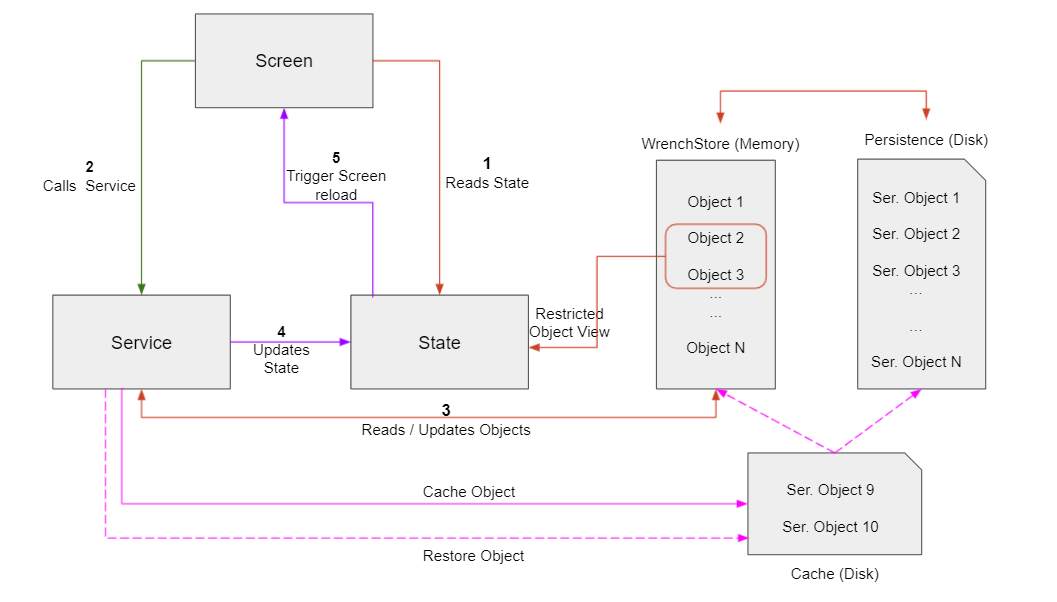 Screen
2
Calls  Service
5
Trigger Screen
reload
1
Reads State
WrenchStore (Memory)
Object 1
Object 2
Object 3
...
...
Object N
Persistence (Disk)
Ser. Object 1
Ser. Object 2
Ser. Object 3
...
...
Ser. Object N
Restricted
Object View
Service
4
Updates
State
State
3
Reads / Updates Objects
Cache Object
Restore Object
Ser. Object 9
Ser. Object 10
Cache (Disk)